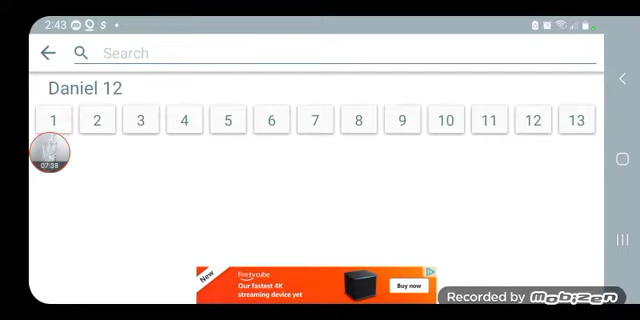 2:43
Search
Daniel 12
1 2 3 4 5 6 7 8 9 10 11 12 13
07:38
New
firetvcube
Our fastest 4K
streaming device yet
Buy now
Recorded by Mobizen